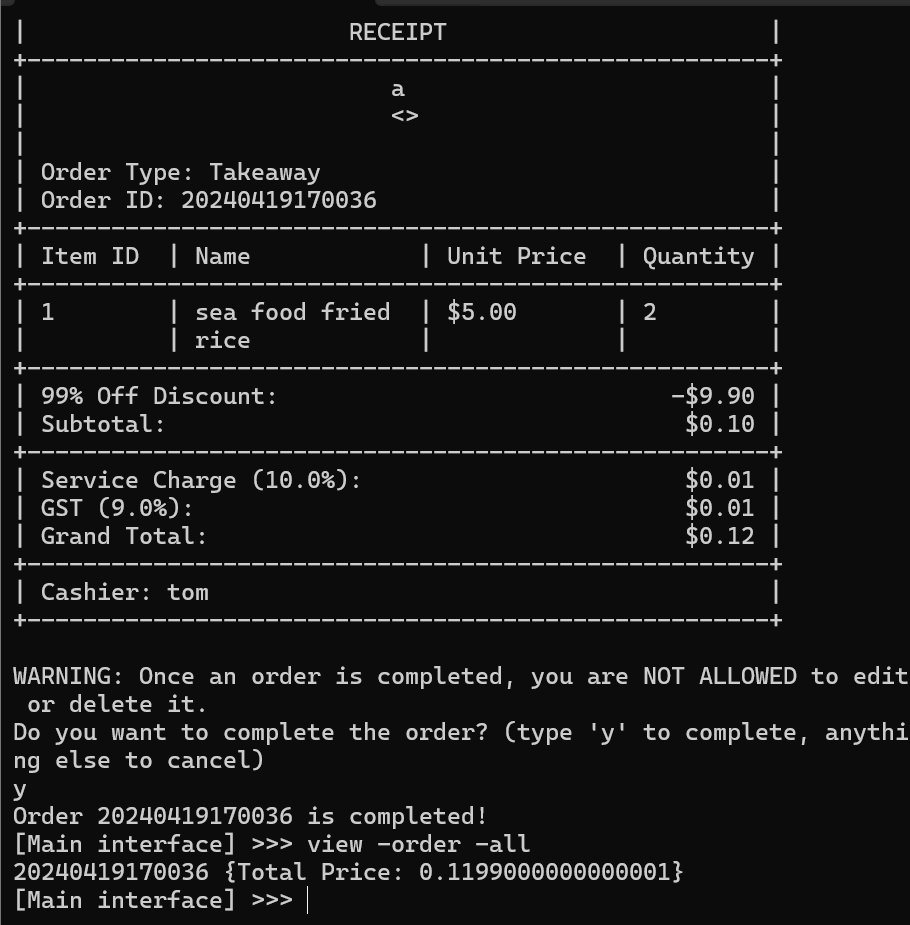 |                       RECEIPT                       |
+-----------------------------------------------------+
|                          a                          |
|                          <>                         |
|                                                     |
| Order Type: Takeaway                                |
| Order ID: 20240419170036                            |
+-----------------------------------------------------+
| Item ID  | Name            | Unit Price  | Quantity |
+-----------------------------------------------------+
| 1        | sea food fried  | $5.00       | 2        |
|          | rice            |             |          |
+-----------------------------------------------------+
| 99% Off Discount:                            -$9.90 |
| Subtotal:                                     $0.10 |
+-----------------------------------------------------+
| Service Charge (10.0%):                       $0.01 |
| GST (9.0%):                                   $0.01 |
| Grand Total:                                  $0.12 |
+-----------------------------------------------------+
| Cashier: tom                                        |
+-----------------------------------------------------+
WARNING: Once an order is completed, you are NOT ALLOWED to edit
 or delete it.
Do you want to complete the order? (type 'y' to complete, anythi
ng else to cancel)
y
Order 20240419170036 is completed!
[Main interface] >>> view -order -all
20240419170036 {Total Price: 0.1199000000000001}
[Main interface] >>>